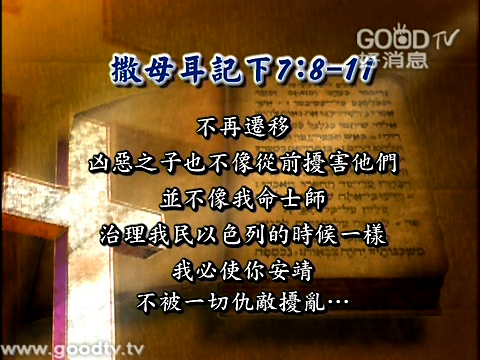 GOOD TV
好消息
撒母耳記下7:8-11
不再遷移
凶惡之子也不像從前擾害他們
並不像我命士師
治理我民以色列的時候一樣
我必使你安靖
不被一切仇敵擾亂…
www.goodtv.tv